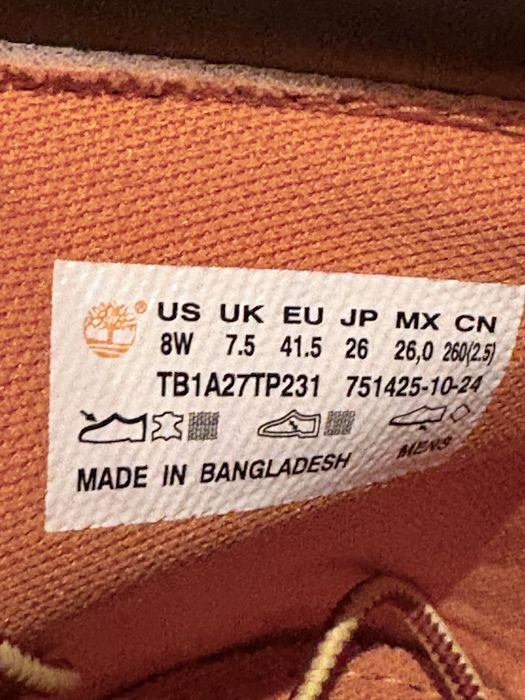 ® US UK EU JP MX CN
8W 7.5 41.5 26 26,0 260(2.5)
TB1A27TP231 751425-10-24
MENS
MADE IN BANGLADESH